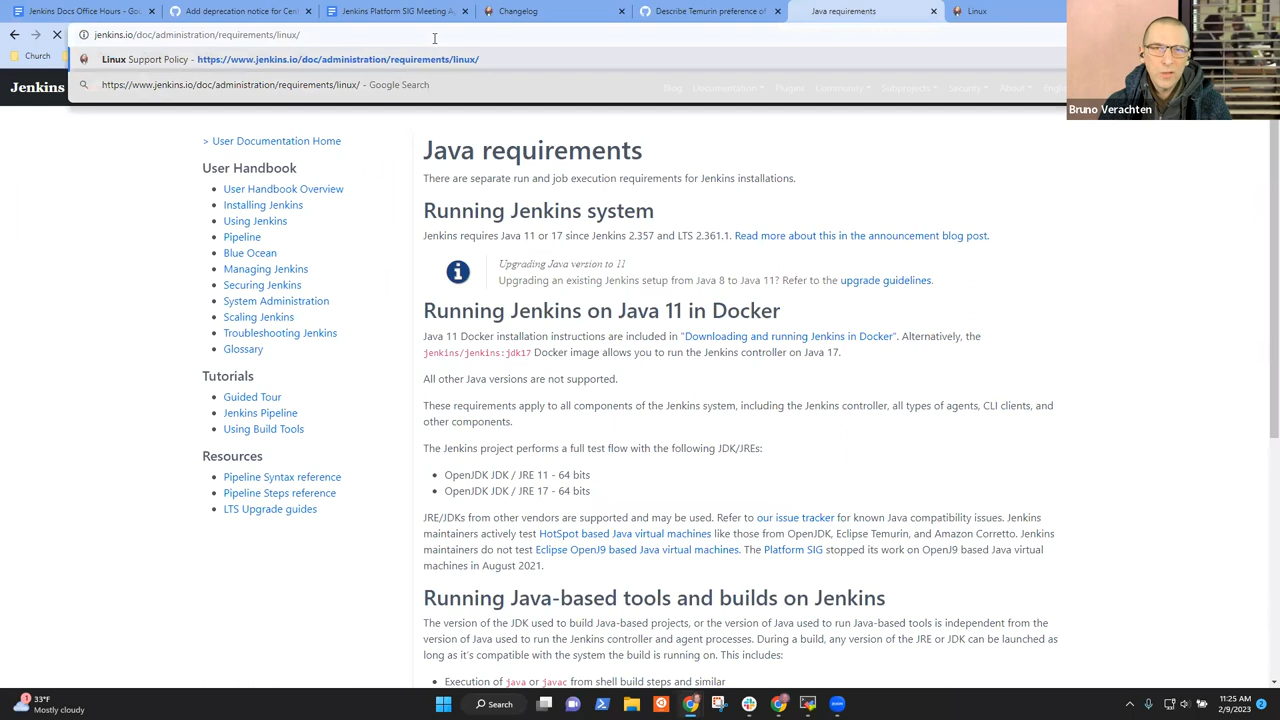 Jenkins Docs Office Hours - Go
Add deprecation notice for Cent
Jenkins Platform SIG Meeting A
Changelog
Describe Temurin preference of
Java requirements
Linux
jenkins.io/doc/administration/requirements/linux/
Church
Linux Support Policy - https://www.jenkins.io/doc/administration/requirements/linux/
https://www.jenkins.io/doc/administration/requirements/linux/ - Google Search
Jenkins
Blog Documentation Plugins Community Subprojects Security About Englis
Bruno Verachten
> User Documentation Home
User Handbook
User Handbook Overview
Installing Jenkins
Using Jenkins
Pipeline
Blue Ocean
Managing Jenkins
Securing Jenkins
System Administration
Scaling Jenkins
Troubleshooting Jenkins
Glossary
Tutorials
Guided Tour
Jenkins Pipeline
Using Build Tools
Resources
Pipeline Syntax reference
Pipeline Steps reference
LTS Upgrade guides
Java requirements
There are separate run and job execution requirements for Jenkins installations.
Running Jenkins system
Jenkins requires Java 11 or 17 since Jenkins 2.357 and LTS 2.361.1. Read more about this in the announcement blog post.
Upgrading Java version to 11
Upgrading an existing Jenkins setup from Java 8 to Java 11? Refer to the upgrade guidelines.
Running Jenkins on Java 11 in Docker
Java 11 Docker installation instructions are included in "Downloading and running Jenkins in Docker". Alternatively, the
jenkins/jenkins:jdk17 Docker image allows you to run the Jenkins controller on Java 17.
All other Java versions are not supported.
These requirements apply to all components of the Jenkins system, including the Jenkins controller, all types of agents, CLI clients, and
other components.
The Jenkins project performs a full test flow with the following JDK/JREs:
OpenJDK JDK / JRE 11 - 64 bits
OpenJDK JDK / JRE 17 - 64 bits
JRE/JDKs from other vendors are supported and may be used. Refer to our issue tracker for known Java compatibility issues. Jenkins
maintainers actively test HotSpot based Java virtual machines like those from OpenJDK, Eclipse Temurin, and Amazon Corretto. Jenkins
maintainers do not test Eclipse OpenJ9 based Java virtual machines. The Platform SIG stopped its work on OpenJ9 based Java virtual
machines in August 2021.
Running Java-based tools and builds on Jenkins
The version of the JDK used to build Java-based projects, or the version of Java used to run Java-based tools is independent from the
version of Java used to run the Jenkins controller and agent processes. During a build, any version of the JRE or JDK can be launched as
long as it's compatible with the system the build is running on. This includes:
Execution of java or javac from shell build steps and similar
1
33°F
Mostly cloudy
Search
11:25 AM
2/9/2023
2